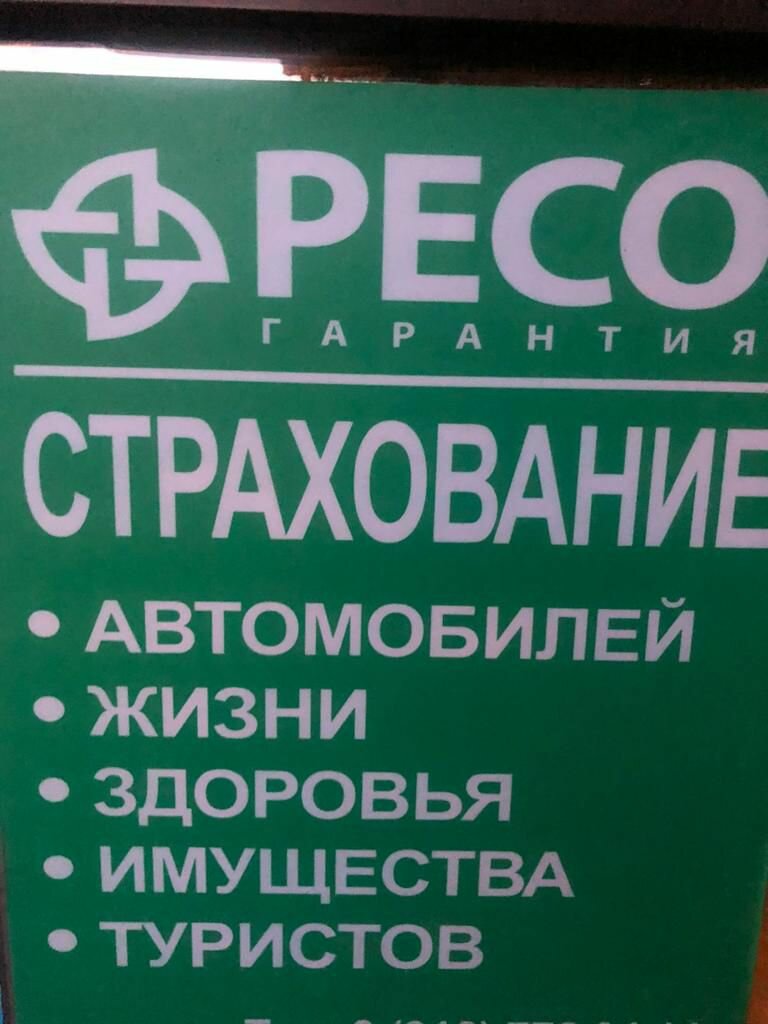 РЕСО
ГАРАНТИЯ
СТРАХОВАНИЕ
• АВТОМОБИЛЕЙ
• ЖИЗНИ
• ЗДОРОВЬЯ
• ИМУЩЕСТВА
• ТУРИСТОВ